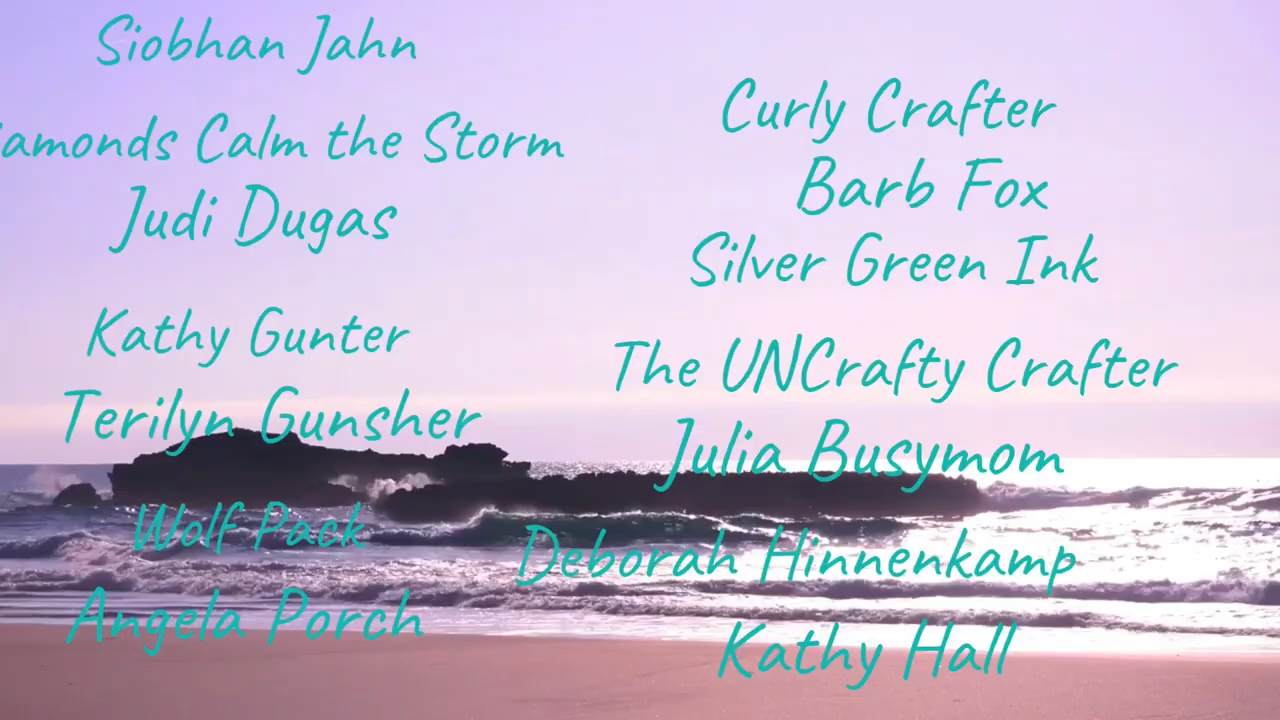 Siobhan Jahn
amonds Calm the Storm
Judi Dugas
Kathy Gunter
Terilyn Gunsher
Wolf Pack
Angela Porch
Curly Crafter
Barb Fox
Silver Green Ink
The UNCrafty Crafter
Julia Busymom
Deborah Hinnenkamp
Kathy Hall